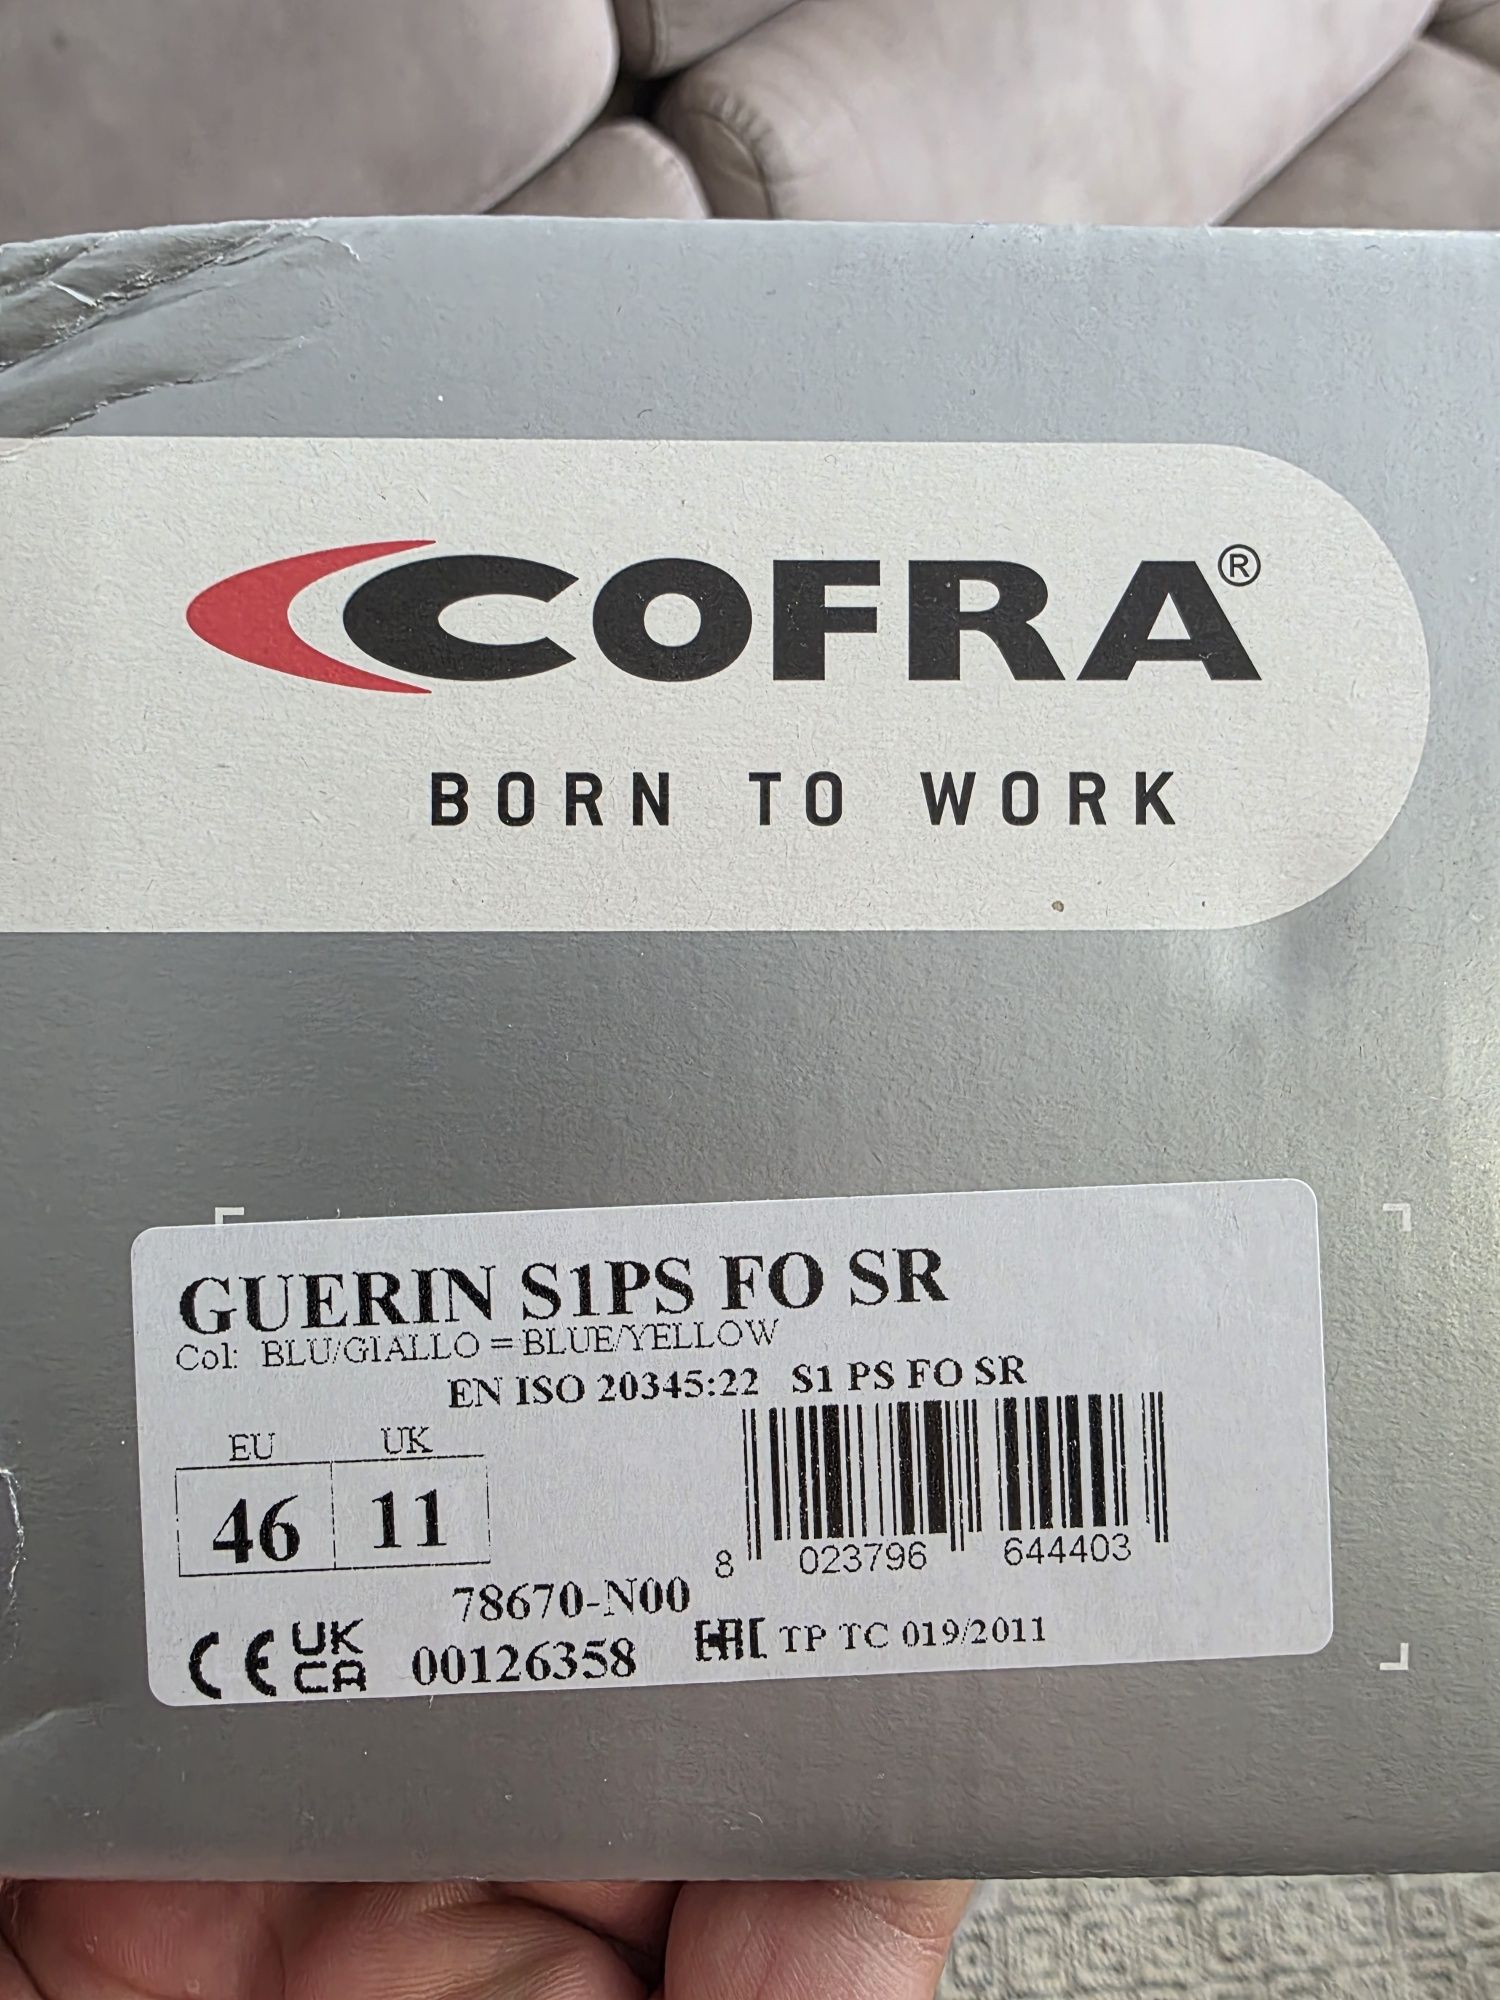 COFRA®
BORN TO WORK
GUERIN S1PS FO SR
Col: BLU/GIALLO = BLUE/YELLOW
EN ISO 20345:22 S1 PS FO SR
EU UK
46 11
8 023796 644403
78670-N00
CE UK CA 00126358 EAC TP TC 019/2011